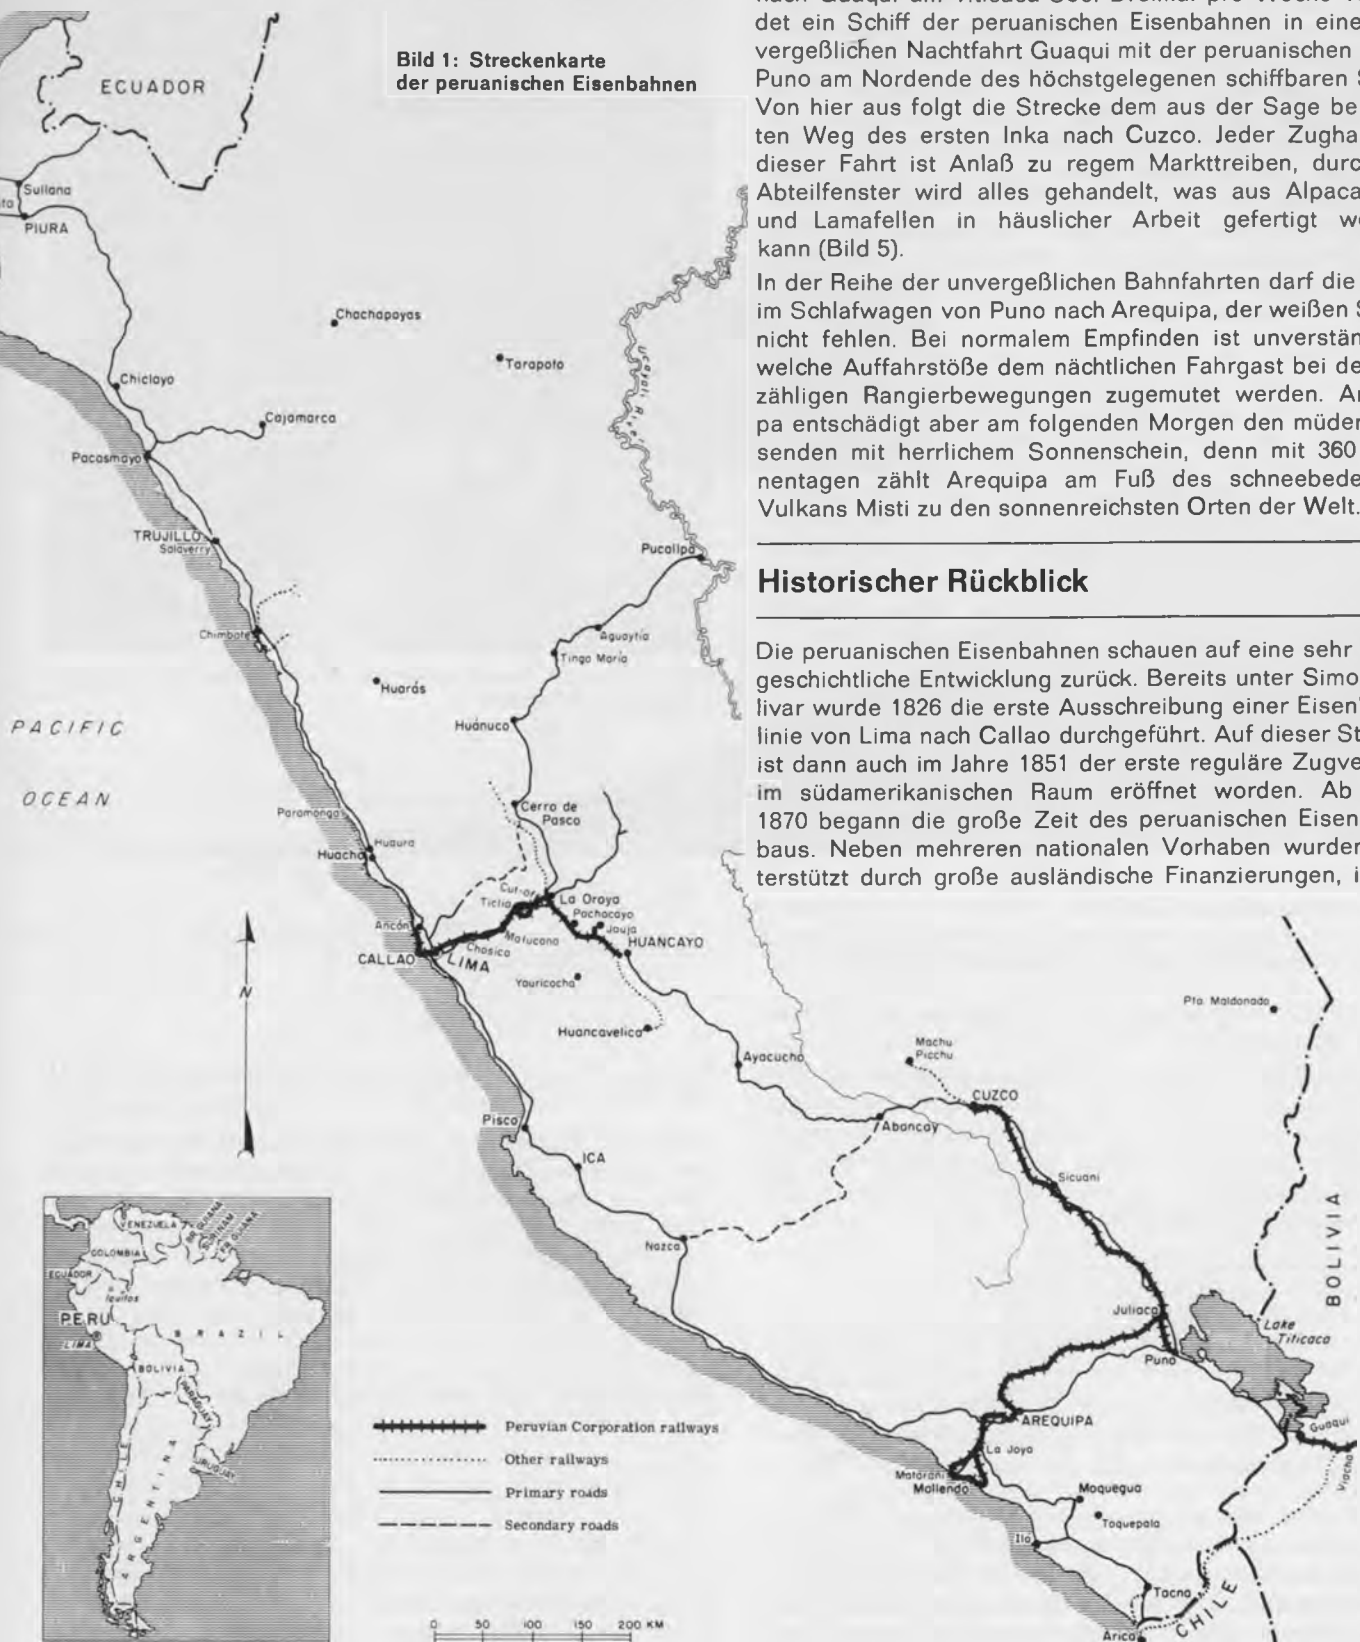 Bild 1: Streckenkarte
der peruanischen Eisenbahnen
det ein Schiff der peruanischen Eisenbahnen in eine
vergeßlichen Nachtfahrt Guaqui mit der peruanischen
Puno am Nordende des höchstgelegenen schiffbaren S
Von hier aus folgt die Strecke dem aus der Sage be
ten Weg des ersten Inka nach Cuzco. Jeder Zugha
dieser Fahrt ist Anlaß zu regem Markttreiben, durc
Abteilfenster wird alles gehandelt, was aus Alpaca
und Lamafellen in häuslicher Arbeit gefertigt we
kann (Bild 5).
In der Reihe der unvergeßlichen Bahnfahrten darf die
im Schlafwagen von Puno nach Arequipa, der weißen S
nicht fehlen. Bei normalem Empfinden ist unverstän
welche Auffahrstöße dem nächtlichen Fahrgast bei de
zähligen Rangierbewegungen zugemutet werden. Ar
pa entschädigt aber am folgenden Morgen den müder
senden mit herrlichem Sonnenschein, denn mit 360
nentagen zählt Arequipa am Fuß des schneebede
Vulkans Misti zu den sonnenreichsten Orten der Welt.
Historischer Rückblick
Die peruanischen Eisenbahnen schauen auf eine sehr
geschichtliche Entwicklung zurück. Bereits unter Simo
livar wurde 1826 die erste Ausschreibung einer Eisen
linie von Lima nach Callao durchgeführt. Auf dieser St
ist dann auch im Jahre 1851 der erste reguläre Zugve
im südamerikanischen Raum eröffnet worden. Ab
1870 begann die große Zeit des peruanischen Eisen
baus. Neben mehreren nationalen Vorhaben wurde
terstützt durch große ausländische Finanzierungen, i
ECUADOR
Sullana
PIURA
Chachapoyas
Tarapoto
Ucayali River
Chiclayo
Cajamarca
Pacasmayo
TRUJILLO
Salaverry
Pucallpa
Chimbote
Aguaytia
Tingo Maria
Huarás
PACIFIC
OCEAN
Huánuco
Cerro de
Pasco
Paramonga
Huaura
Huacho
Cut-off
Ticlio
La Oroya
Pachacayo
Jauja
Ancón
Matucana
HUANCAYO
Chosica
CALLAO
LIMA
Yauricocha
N
Pto. Maldonado
Huancavelica
Machu
Picchu
Ayacucho
CUZCO
Pisco
Abancay
ICA
Sicuani
Nazca
BOLIVIA
Juliaca
Lake
Titicaca
Puno
AREQUIPA
Guaqui
La Joya
Viacha
Matarani
Mollendo
Moquegua
Toquepala
Ilo
Tacna
CHILE
Arica
VENEZUELA
BR. GUIANA
SURINAM
FR. GUIANA
COLOMBIA
ECUADOR
Iquitos
PERU
LIMA
BRAZIL
BOLIVIA
PARAGUAY
CHILE
ARGENTINA
URUGUAY
Peruvian Corporation railways
Other railways
Primary roads
Secondary roads
0 50 100 150 200 KM